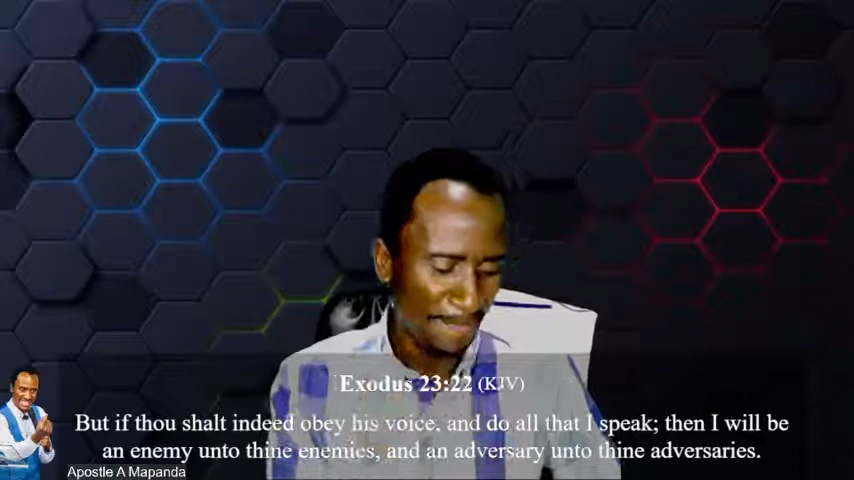 Exodus 23:22 (KJV)
But if thou shalt indeed obey his voice, and do all that I speak; then I will be
an enemy unto thine enemies, and an adversary unto thine adversaries.
Apostle A Mapanda